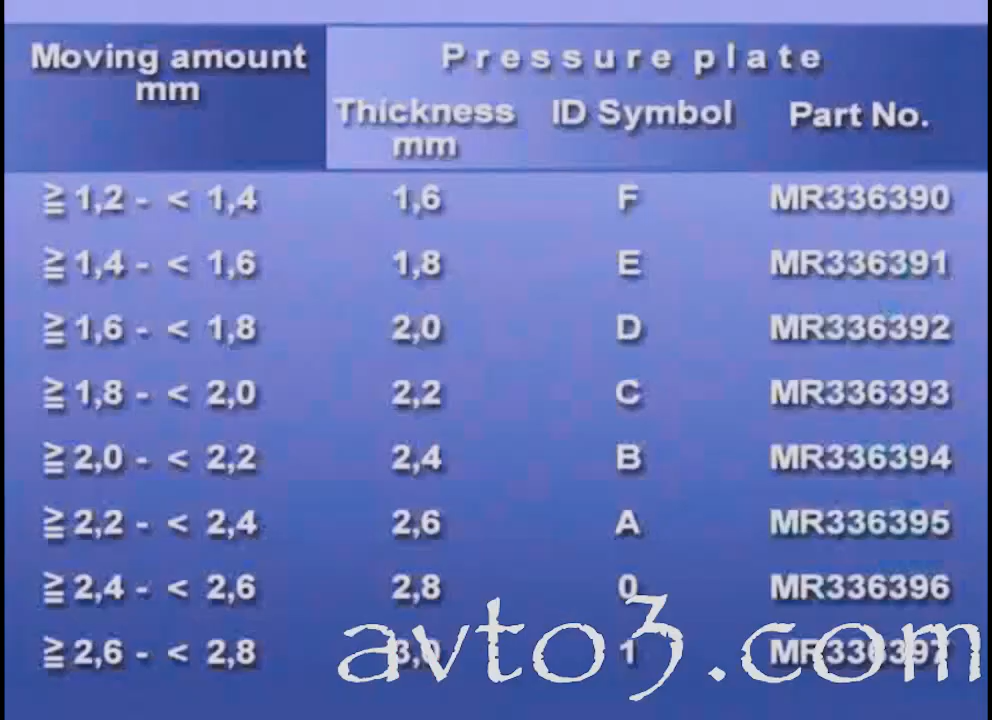 Moving amount
mm
Pressure plate
Thickness
mm
ID Symbol
Part No.
≧ 1,2 - < 1,4 1,6 F MR336390
≧ 1,4 - < 1,6 1,8 E MR336391
≧ 1,6 - < 1,8 2,0 D MR336392
≧ 1,8 - < 2,0 2,2 C MR336393
≧ 2,0 - < 2,2 2,4 B MR336394
≧ 2,2 - < 2,4 2,6 A MR336395
≧ 2,4 - < 2,6 2,8 0 MR336396
≧ 2,6 - < 2,8 3,0 1 MR336397
avto3.com